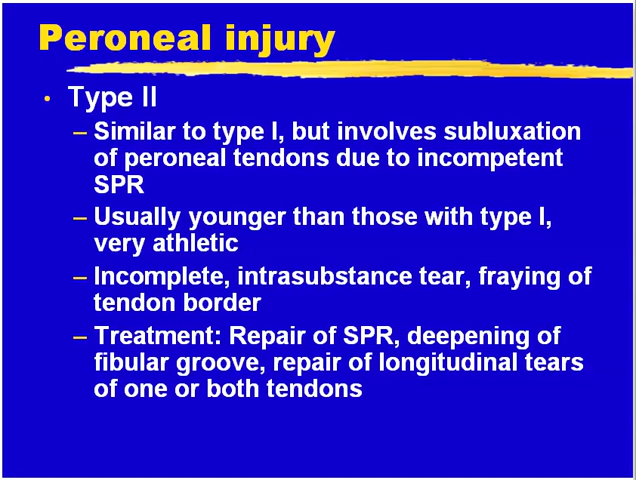 Peroneal injury
• Type II
– Similar to type I, but involves subluxation
of peroneal tendons due to incompetent
SPR
– Usually younger than those with type I,
very athletic
– Incomplete, intrasubstance tear, fraying of
tendon border
– Treatment: Repair of SPR, deepening of
fibular groove, repair of longitudinal tears
of one or both tendons